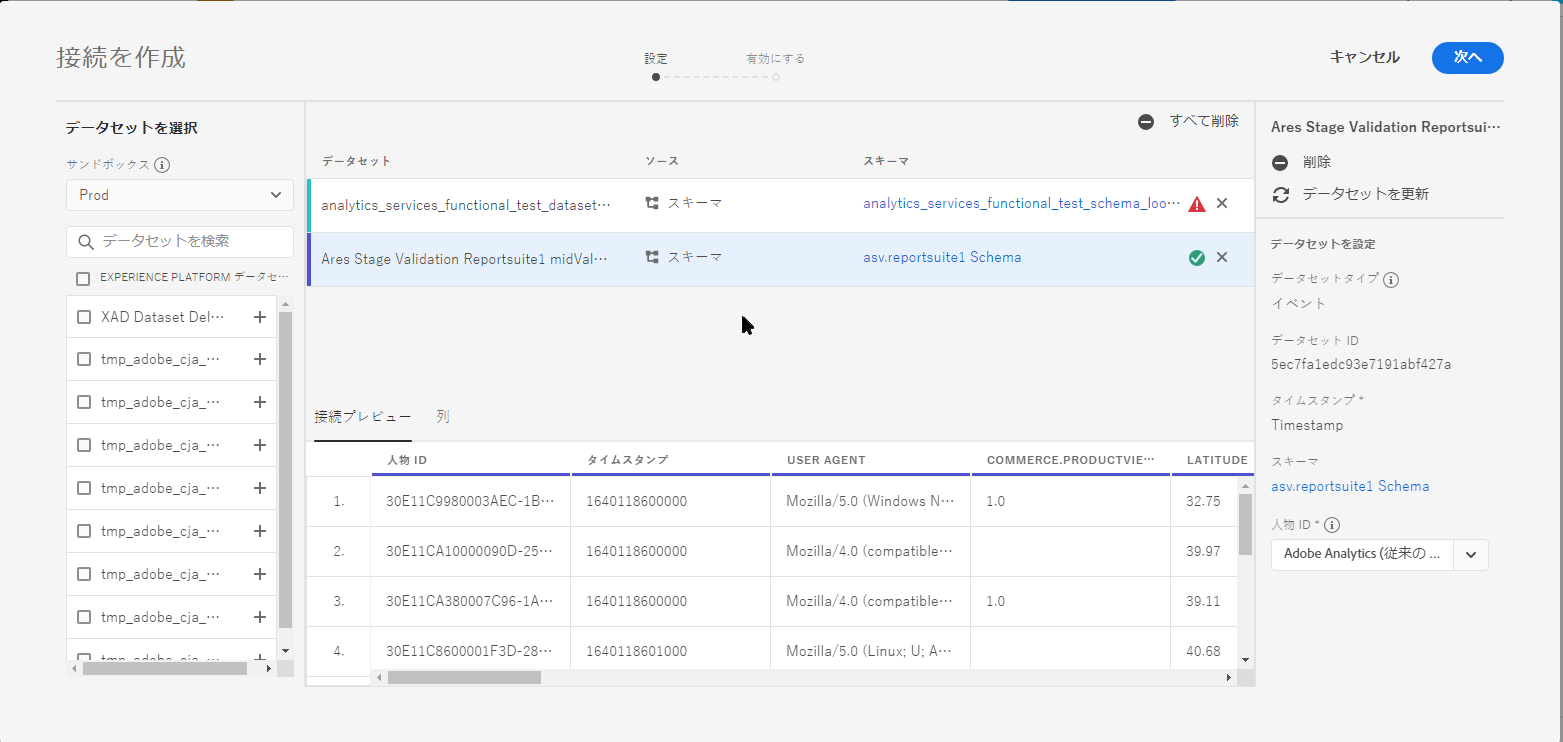 接続を作成
設定
有効にする
キャンセル
次へ
データセットを選択
サンドボックス
Prod
データセットを検索
EXPERIENCE PLATFORM データセ…
XAD Dataset Del…
tmp_adobe_cja_…
tmp_adobe_cja_…
tmp_adobe_cja_…
tmp_adobe_cja_…
tmp_adobe_cja_…
tmp_adobe_cja_…
tmp_adobe_cja_…
tmp_adobe_cja_…
すべて削除
データセット ソース スキーマ
analytics_services_functional_test_dataset… スキーマ analytics_services_functional_test_schema_loo…
Ares Stage Validation Reportsuite1 midVal… スキーマ asv.reportsuite1 Schema
接続プレビュー 列
人物 ID タイムスタンプ USER AGENT COMMERCE.PRODUCTVIE… LATITUDE
1. 30E11C9980003AEC-1B… 1640118600000 Mozilla/5.0 (Windows N… 1.0 32.75
2. 30E11CA10000090D-25… 1640118600000 Mozilla/4.0 (compatible… 39.97
3. 30E11CA380007C96-1A… 1640118600000 Mozilla/4.0 (compatible… 1.0 39.11
4. 30E11C8600001F3D-28… 1640118601000 Mozilla/5.0 (Linux; U; A… 40.68
Ares Stage Validation Reportsui…
削除
データセットを更新
データセットを設定
データセットタイプ
イベント
データセット ID
5ec7fa1edc93e7191abf427a
タイムスタンプ *
Timestamp
スキーマ
asv.reportsuite1 Schema
人物 ID *
Adobe Analytics (従来の ...